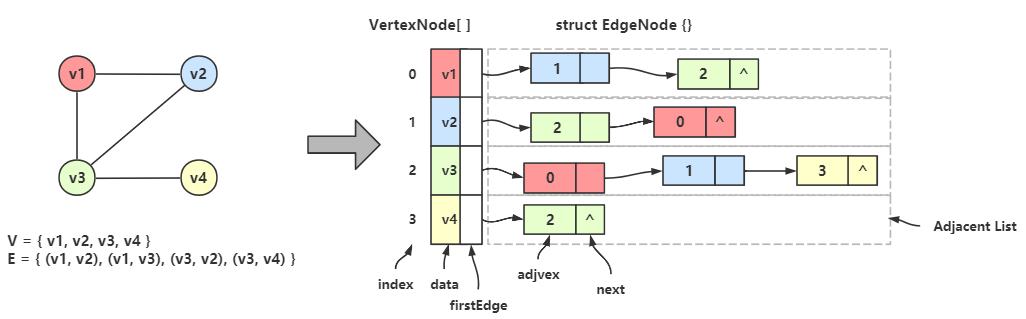 VertexNode[ ]
struct EdgeNode {}
v1
v2
v3
v4
V = { v1, v2, v3, v4 }
E = { (v1, v2), (v1, v3), (v3, v2), (v3, v4) }
0 v1 1 2 ^
1 v2 2 0 ^
2 v3 0 1 3 ^
3 v4 2 ^
index
data
firstEdge
adjvex
next
Adjacent List